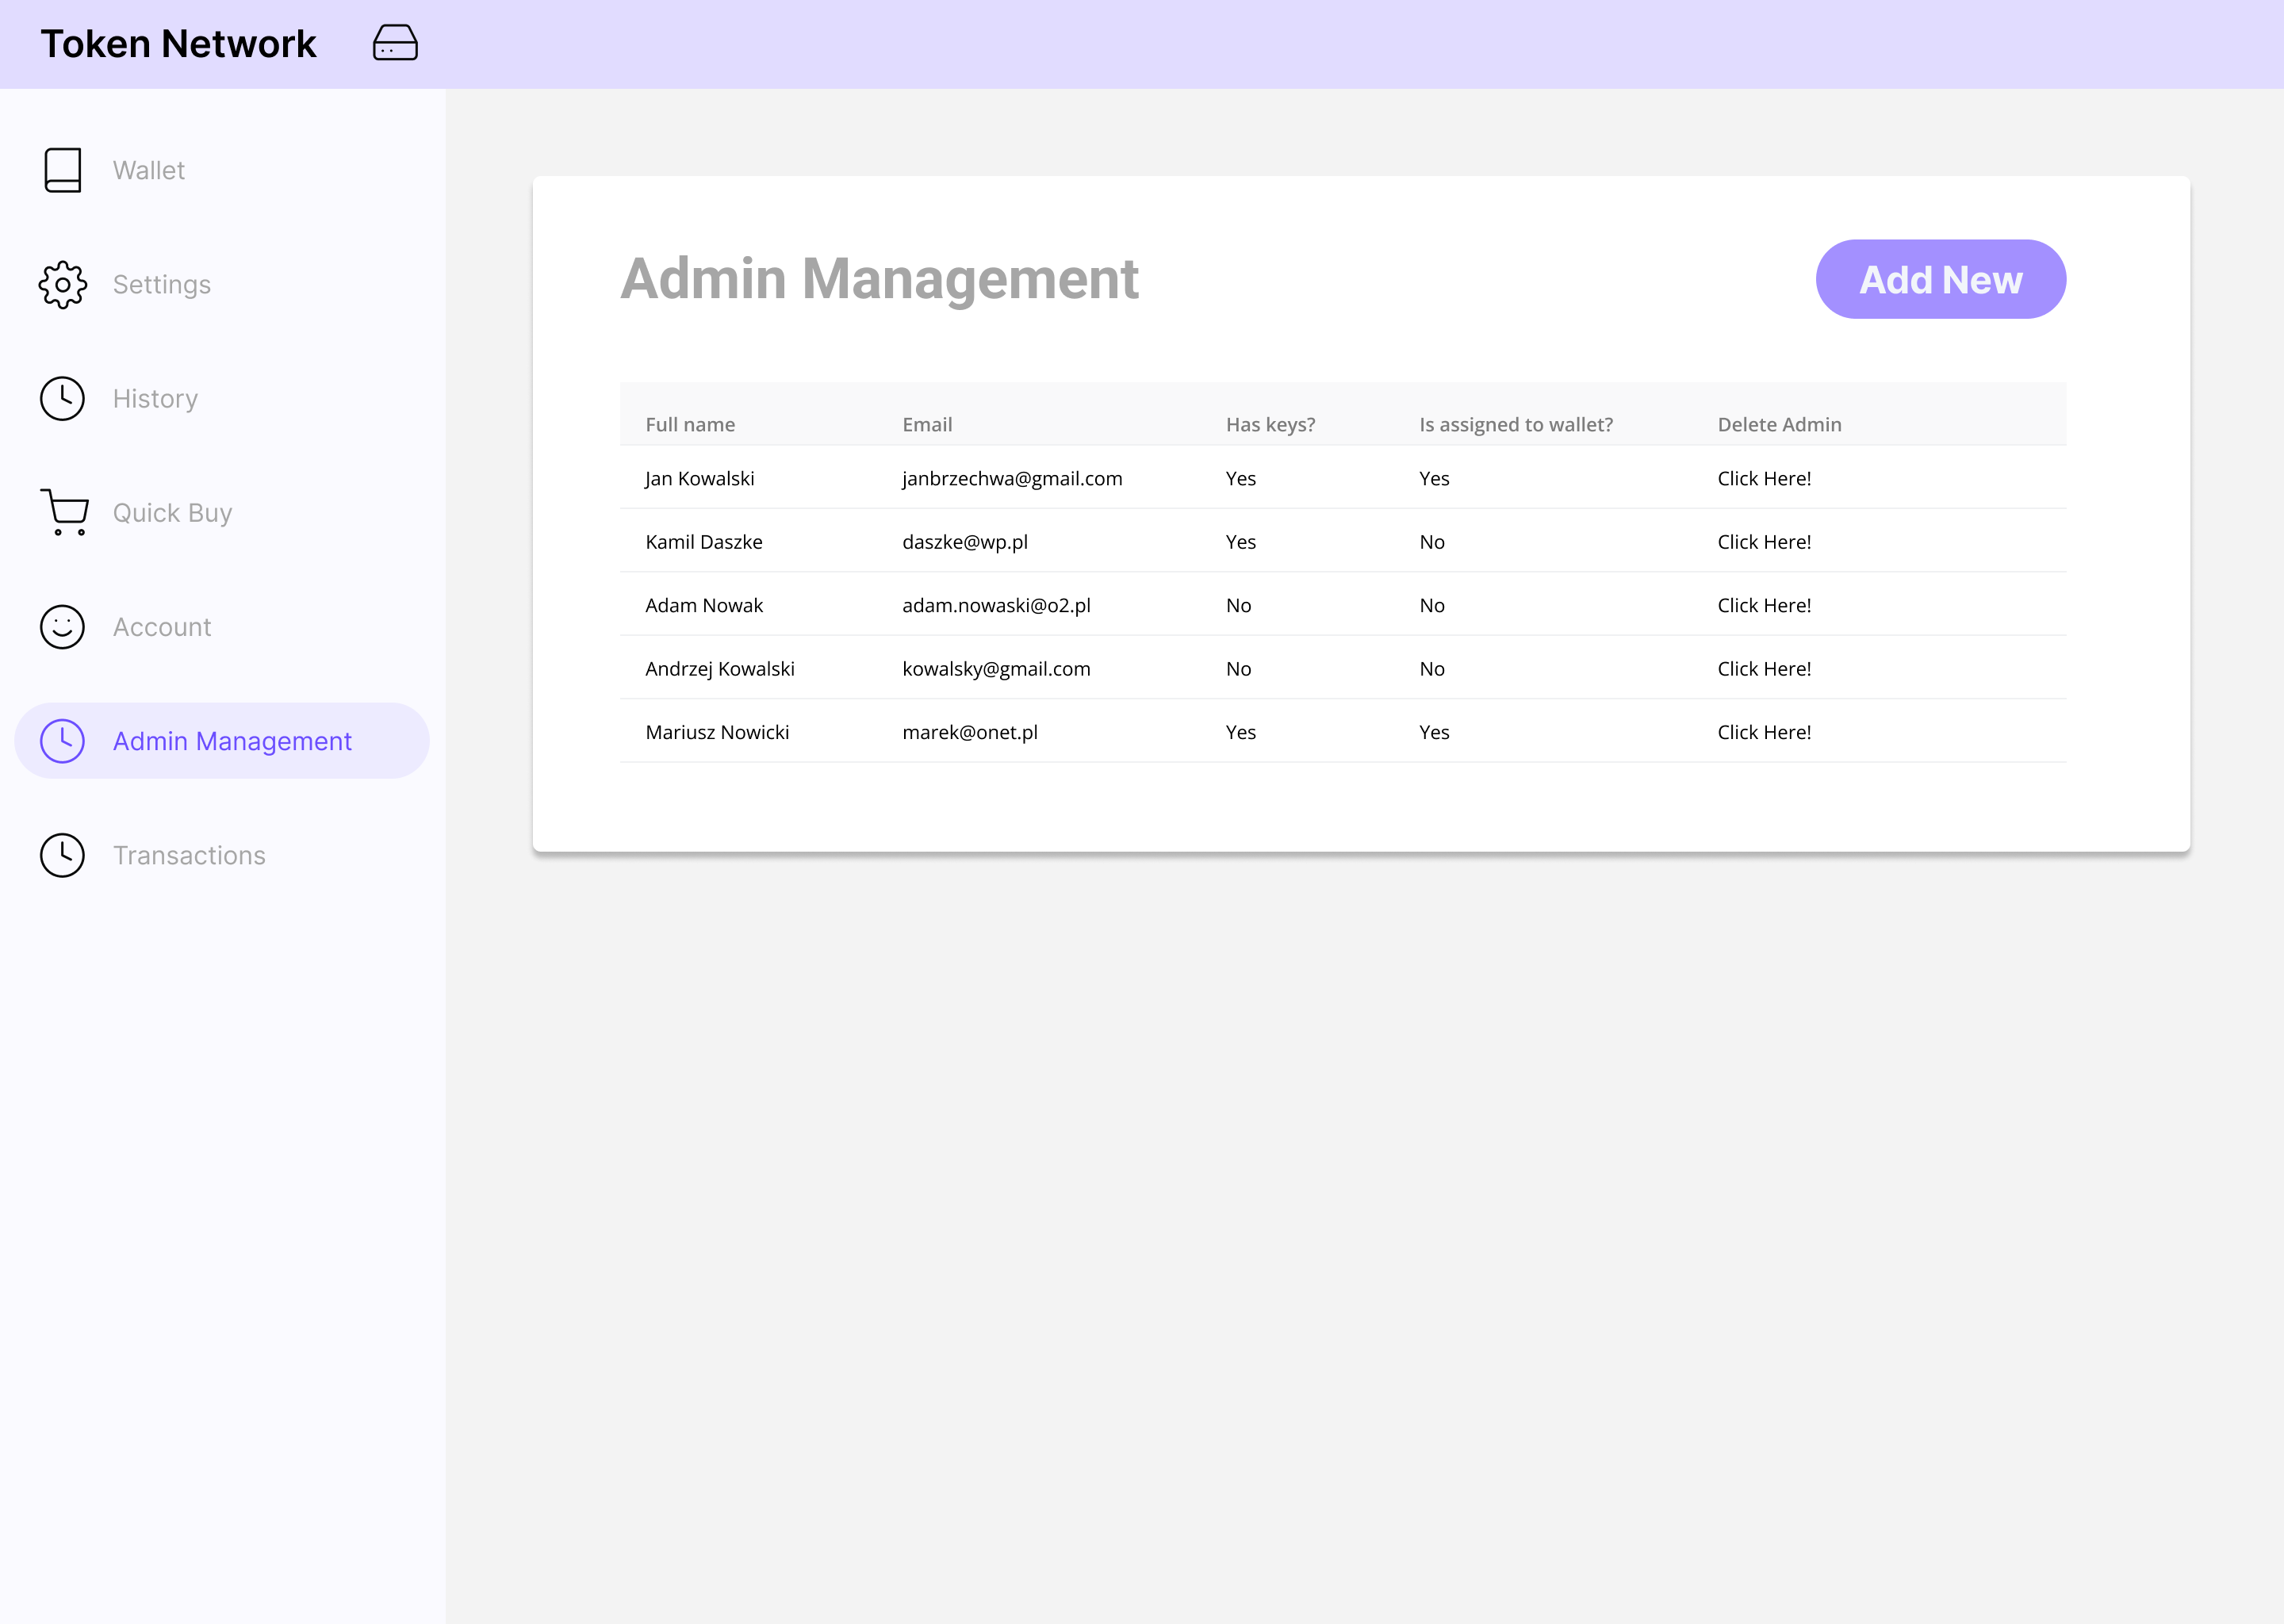 Token Network
Wallet
Settings
History
Quick Buy
Account
Admin Management
Transactions
Admin Management
Add New
Full name Email Has keys? Is assigned to wallet? Delete Admin
Jan Kowalski janbrzechwa@gmail.com Yes Yes Click Here!
Kamil Daszke daszke@wp.pl Yes No Click Here!
Adam Nowak adam.nowaski@o2.pl No No Click Here!
Andrzej Kowalski kowalsky@gmail.com No No Click Here!
Mariusz Nowicki marek@onet.pl Yes Yes Click Here!